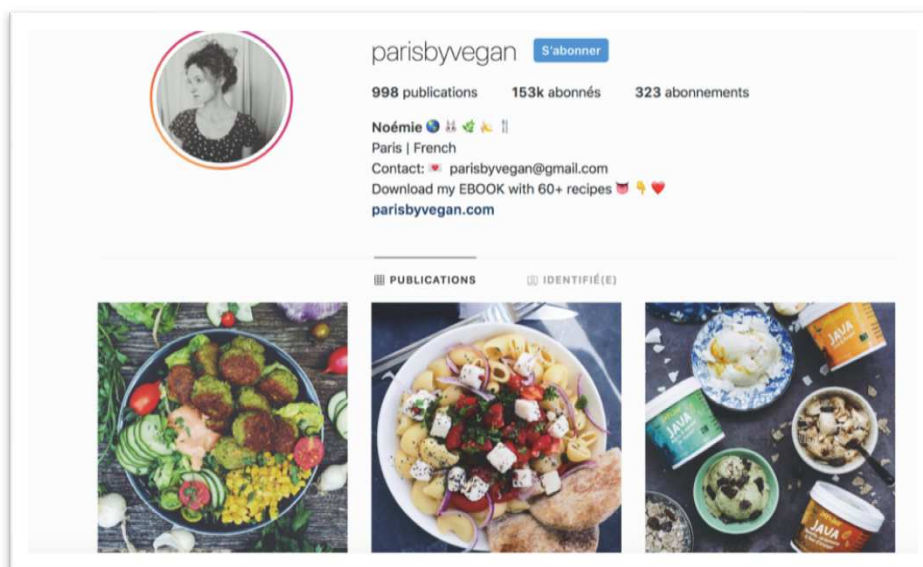 parisbyvegan S'abonner
998 publications 153k abonnés 323 abonnements
Noémie 🌏 🐰 🌿 🍌 🍴
Paris | French
Contact: 💌 parisbyvegan@gmail.com
Download my EBOOK with 60+ recipes 👅 👇 ❤️
parisbyvegan.com
PUBLICATIONS IDENTIFIÉ(E)
JAVA
JAVA
JAVA